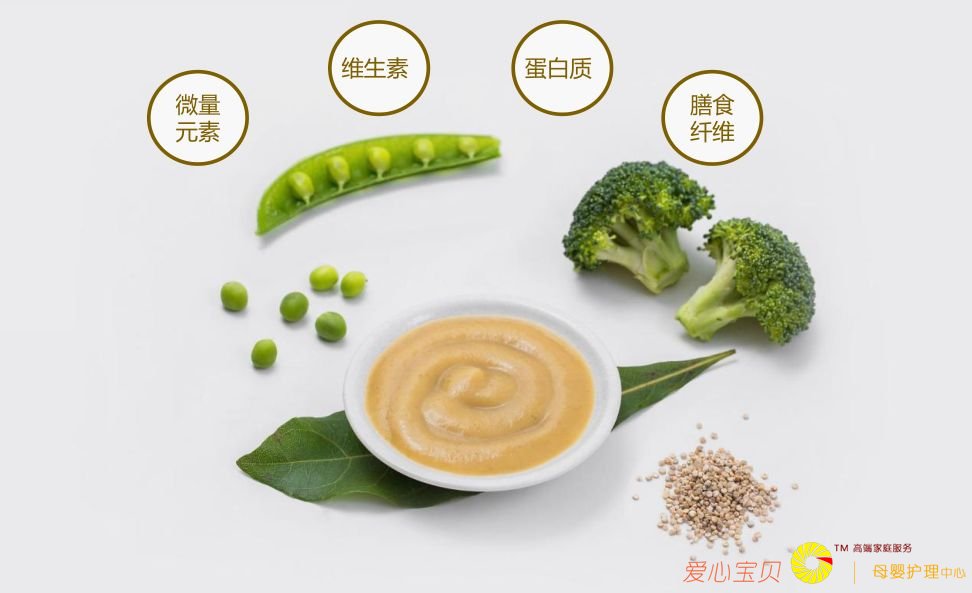 微量
元素
维生素
蛋白质
膳食
纤维
爱心宝贝
TM 高端家庭服务
母婴护理中心